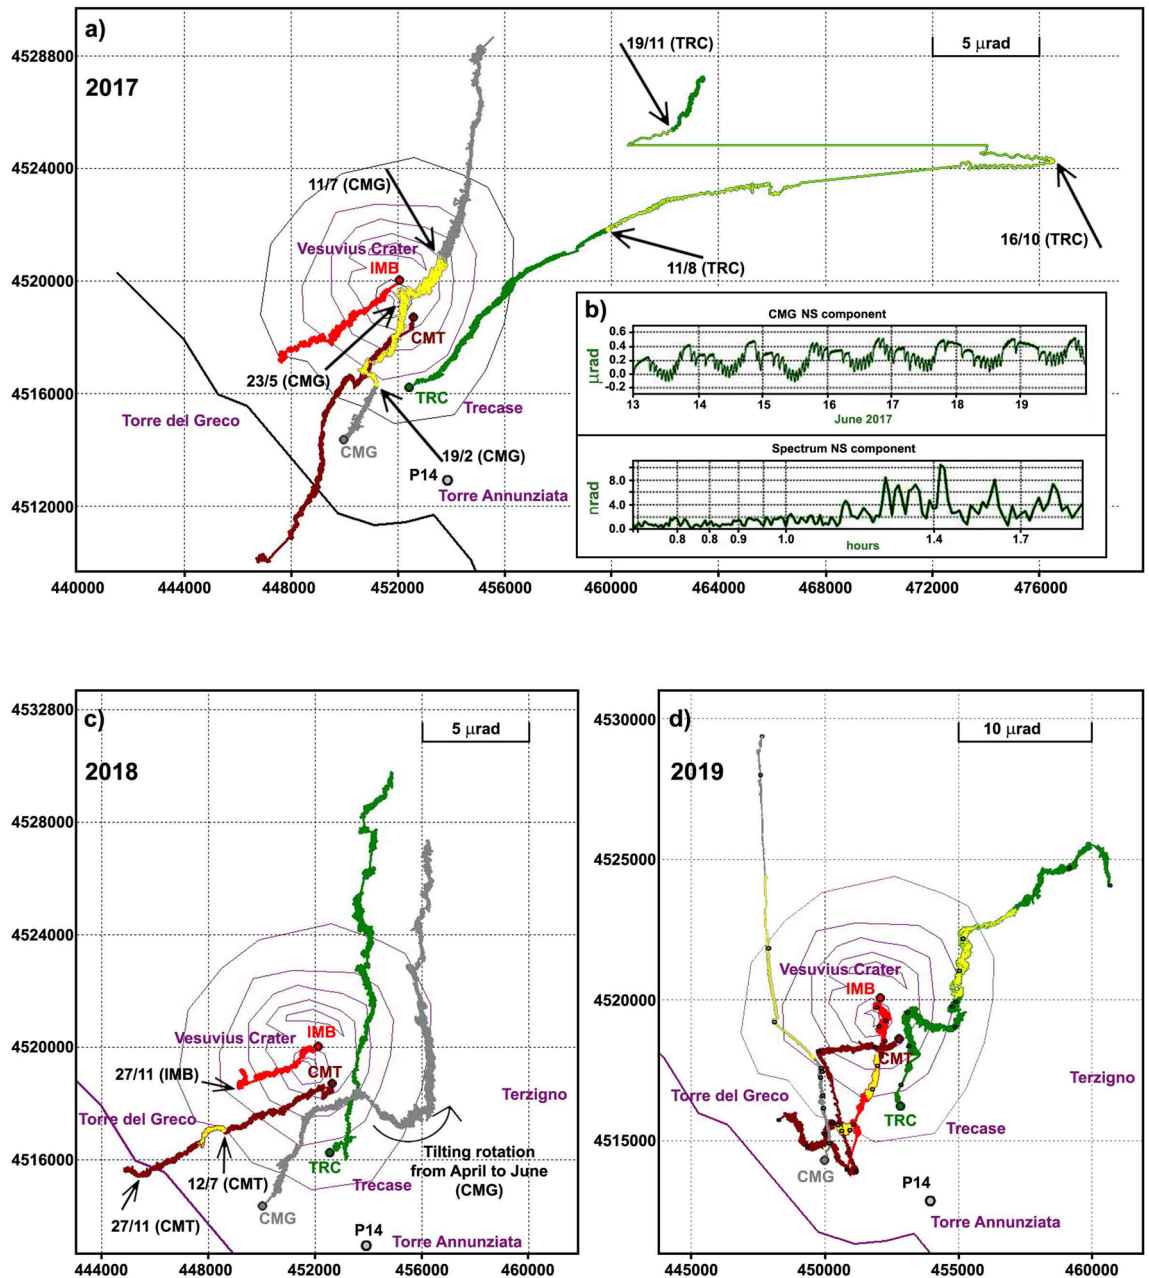 a)
2017
4528800
4524000
4520000
4516000
4512000
440000 444000 448000 452000 456000 460000 464000 468000 472000 476000
5 μrad
19/11 (TRC)
16/10 (TRC)
11/8 (TRC)
11/7 (CMG)
Vesuvius Crater
IMB
CMT
23/5 (CMG)
TRC
Trecase
Torre del Greco
CMG
19/2 (CMG)
P14
Torre Annunziata
b)
CMG NS component
μrad
0.6
0.4
0.2
0.0
-0.2
13 14 15 16 17 18 19
June 2017
Spectrum NS component
nrad
8.0
4.0
0.0
0.8 0.8 0.9 1.0 1.4 1.7
hours
c)
2018
4532800
4528000
4524000
4520000
4516000
444000 448000 452000 456000 460000
5 μrad
Vesuvius Crater
IMB
27/11 (IMB)
CMT
Torre del Greco
Terzigno
12/7 (CMT)
27/11 (CMT)
TRC
Trecase
CMG
Tilting rotation
from April to June
(CMG)
P14
Torre Annunziata
d)
2019
4530000
4525000
4520000
4515000
445000 450000 455000 460000
10 μrad
Vesuvius Crater
IMB
CMT
Terzigno
Torre del Greco
TRC
Trecase
CMG
P14
Torre Annunziata